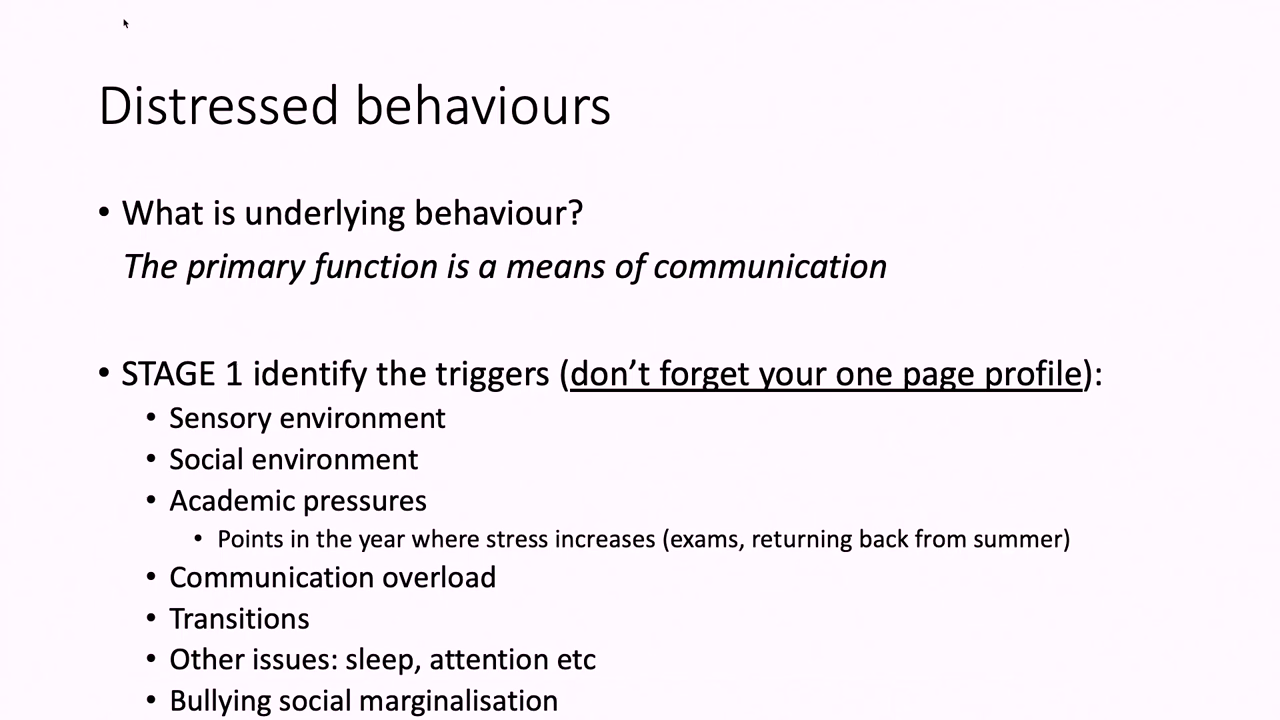 Distressed behaviours
• What is underlying behaviour?
The primary function is a means of communication
• STAGE 1 identify the triggers (don't forget your one page profile):
• Sensory environment
• Social environment
• Academic pressures
• Points in the year where stress increases (exams, returning back from summer)
• Communication overload
• Transitions
• Other issues: sleep, attention etc
• Bullying social marginalisation